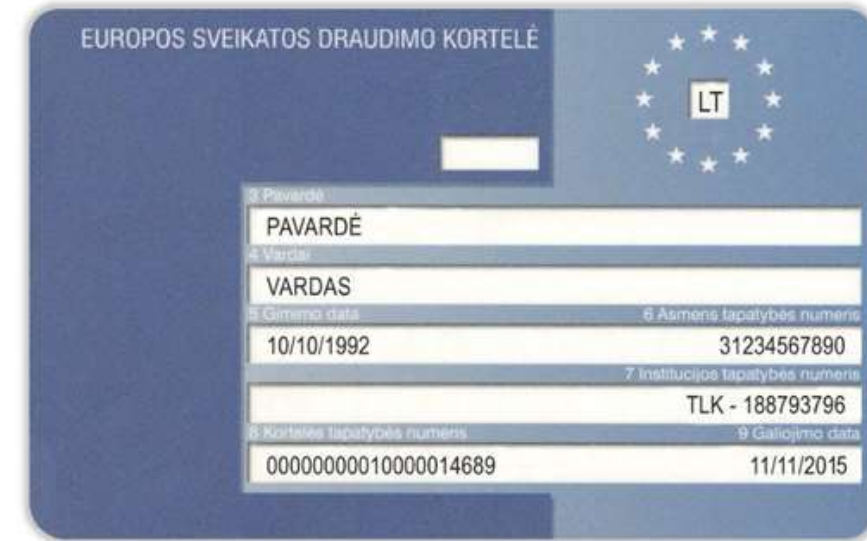 EUROPOS SVEIKATOS DRAUDIMO KORTELĖ
LT
3 Pavardė
PAVARDĖ
4 Vardai
VARDAS
5 Gimimo data 6 Asmens tapatybės numeris
10/10/1992 31234567890
7 Institucijos tapatybės numeris
TLK - 188793796
8 Kortelės tapatybės numeris 9 Galiojimo data
00000000010000014689 11/11/2015